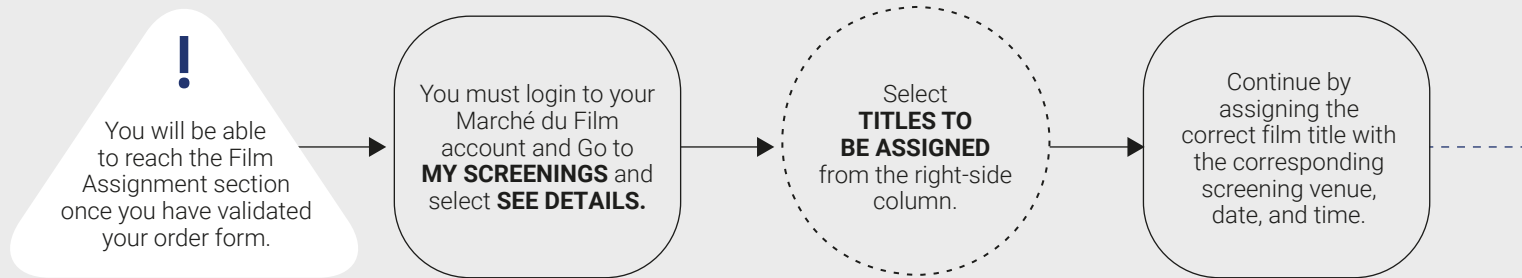 !
You will be able
to reach the Film
Assignment section
once you have validated
your order form.
You must login to your
Marché du Film
account and Go to
MY SCREENINGS and
select SEE DETAILS.
Select
TITLES TO
BE ASSIGNED
from the right-side
column.
Continue by
assigning the
correct film title with
the corresponding
screening venue,
date, and time.